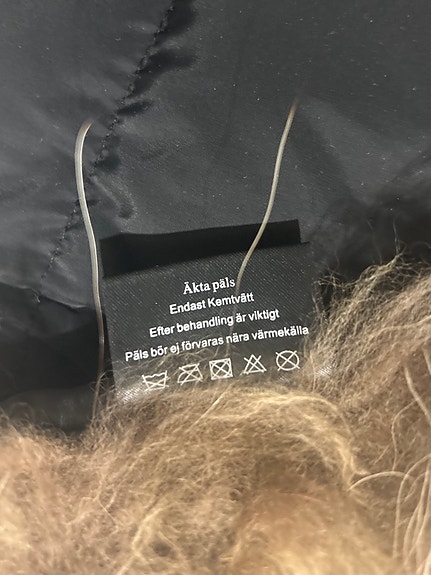 Äkta päls
Endast Kemtvätt
Efter behandling är viktigt
Päls bör ej förvaras nära värmekälla